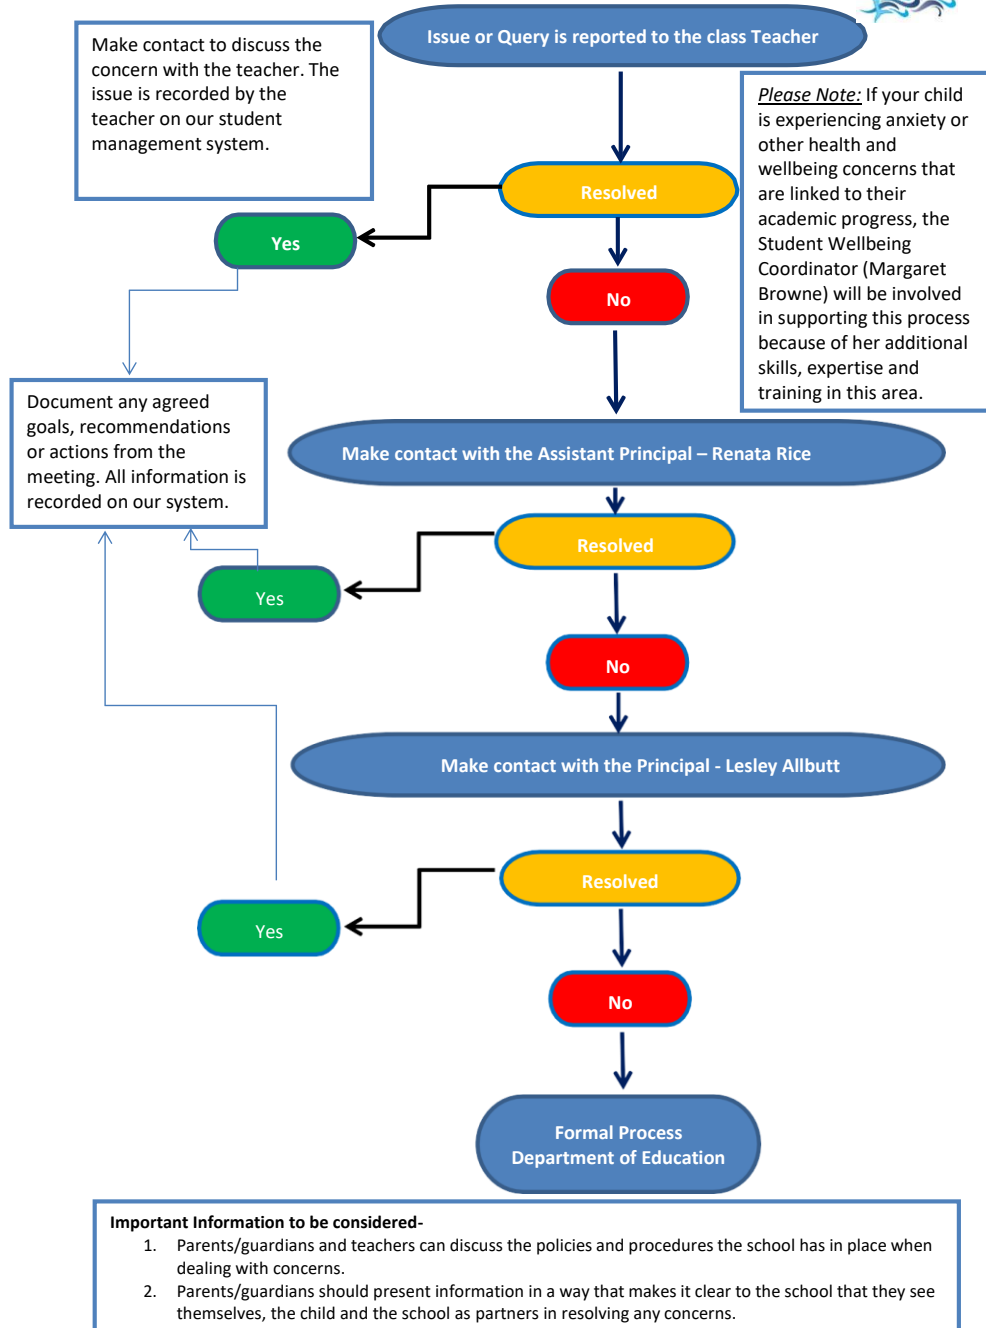 Issue or Query is reported to the class Teacher
Make contact to discuss the
concern with the teacher. The
issue is recorded by the
teacher on our student
management system.
Please Note: If your child
is experiencing anxiety or
other health and
wellbeing concerns that
are linked to their
academic progress, the
Student Wellbeing
Coordinator (Margaret
Browne) will be involved
in supporting this process
because of her additional
skills, expertise and
training in this area.
Resolved
Yes
No
Document any agreed
goals, recommendations
or actions from the
meeting. All information is
recorded on our system.
Make contact with the Assistant Principal – Renata Rice
Resolved
Yes
No
Make contact with the Principal - Lesley Allbutt
Resolved
Yes
No
Formal Process
Department of Education
Important Information to be considered-
1. Parents/guardians and teachers can discuss the policies and procedures the school has in place when
dealing with concerns.
2. Parents/guardians should present information in a way that makes it clear to the school that they see
themselves, the child and the school as partners in resolving any concerns.